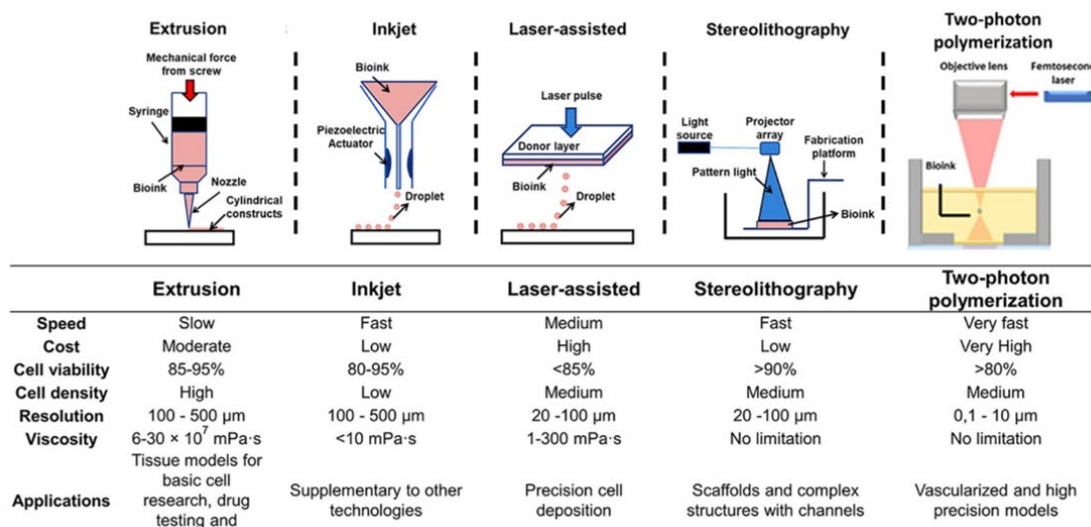 Extrusion
Inkjet
Laser-assisted
Stereolithography
Two-photon
polymerization
Mechanical force
from screw
Syringe
Bioink
Nozzle
Cylindrical
constructs
Bioink
Piezoelectric
Actuator
Droplet
Laser pulse
Donor layer
Bioink
Droplet
Light
source
Projector
array
Fabrication
platform
Pattern light
Bioink
Objective lens
Femtosecond
laser
Bioink
Extrusion Inkjet Laser-assisted Stereolithography Two-photon
polymerization
Speed Slow Fast Medium Fast Very fast
Cost Moderate Low High Low Very High
Cell viability 85-95% 80-95% <85% >90% >80%
Cell density High Low Medium Medium Medium
Resolution 100 - 500 µm 100 - 500 µm 20 -100 µm 20 -100 µm 0,1 - 10 µm
Viscosity 6-30 × 10⁷ mPa·s <10 mPa·s 1-300 mPa·s No limitation No limitation
Applications
Tissue models for
basic cell
research, drug
testing and
Supplementary to other
technologies
Precision cell
deposition
Scaffolds and complex
structures with channels
Vascularized and high
precision models